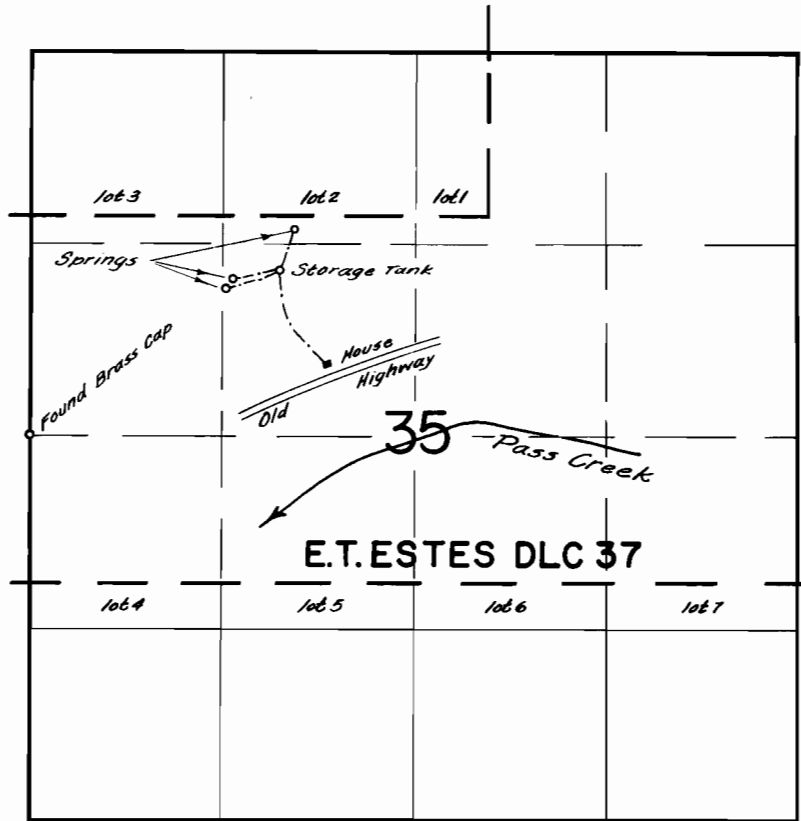 lot 3
lot 2
lot 1
Springs
Storage Tank
Found Brass Cap
House
Old Highway
35
Pass Creek
E.T. ESTES DLC 37
lot 4
lot 5
lot 6
lot 7